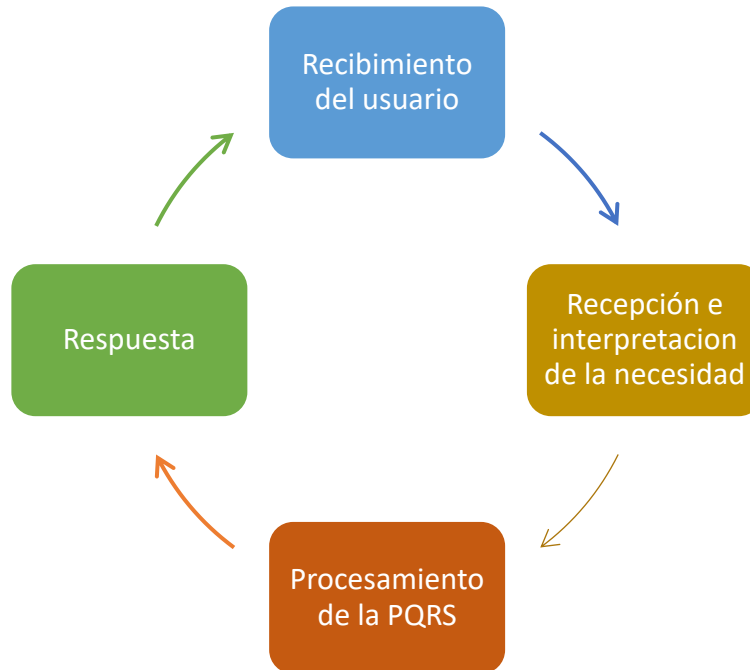 Recibimiento
del usuario
Recepción e
interpretacion
de la necesidad
Procesamiento
de la PQRS
Respuesta